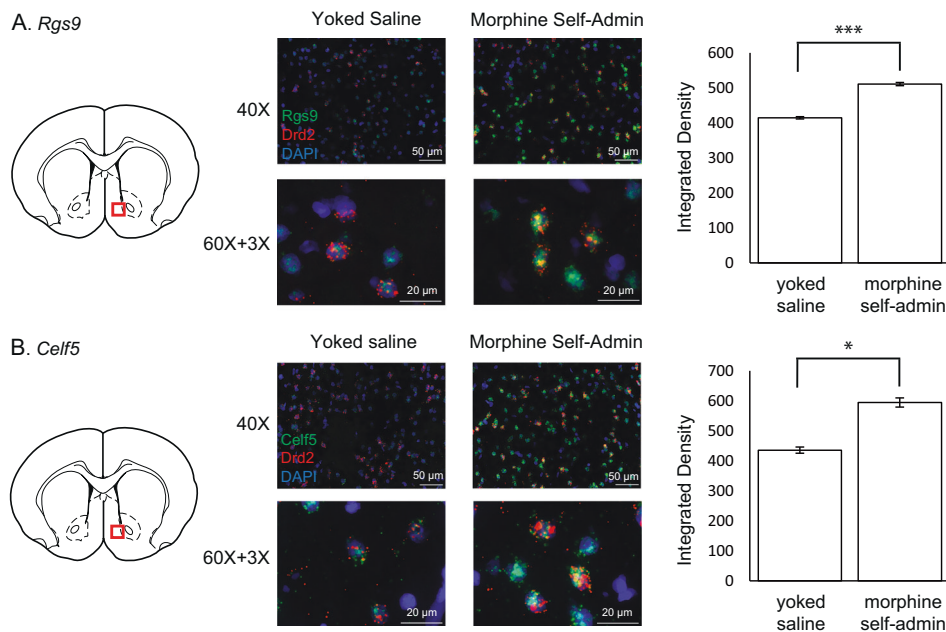 A. Rgs9
Yoked Saline
Morphine Self-Admin
40X
Rgs9
Drd2
DAPI
50 µm
50 µm
60X+3X
20 µm
20 µm
***
Integrated Density
600
500
400
300
200
100
0
yoked
saline
morphine
self-admin
B. Celf5
Yoked saline
Morphine Self-Admin
40X
Celf5
Drd2
DAPI
50 µm
50 µm
60X+3X
20 µm
20 µm
*
Integrated Density
700
600
500
400
300
200
100
0
yoked
saline
morphine
self-admin